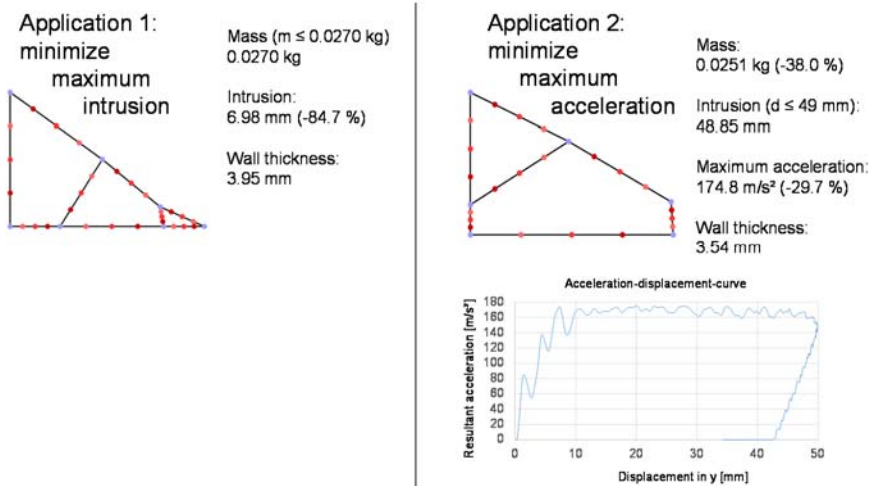 Application 1:
minimize
maximum
intrusion
Mass (m ≤ 0.0270 kg)
0.0270 kg
Intrusion:
6.98 mm (-84.7 %)
Wall thickness:
3.95 mm
Application 2:
minimize
maximum
acceleration
Mass:
0.0251 kg (-38.0 %)
Intrusion (d ≤ 49 mm):
48.85 mm
Maximum acceleration:
174.8 m/s² (-29.7 %)
Wall thickness:
3.54 mm
Acceleration-displacement-curve
Resultant acceleration [m/s²]
180
160
140
120
100
80
60
40
20
0
0 10 20 30 40 50
Displacement in y [mm]